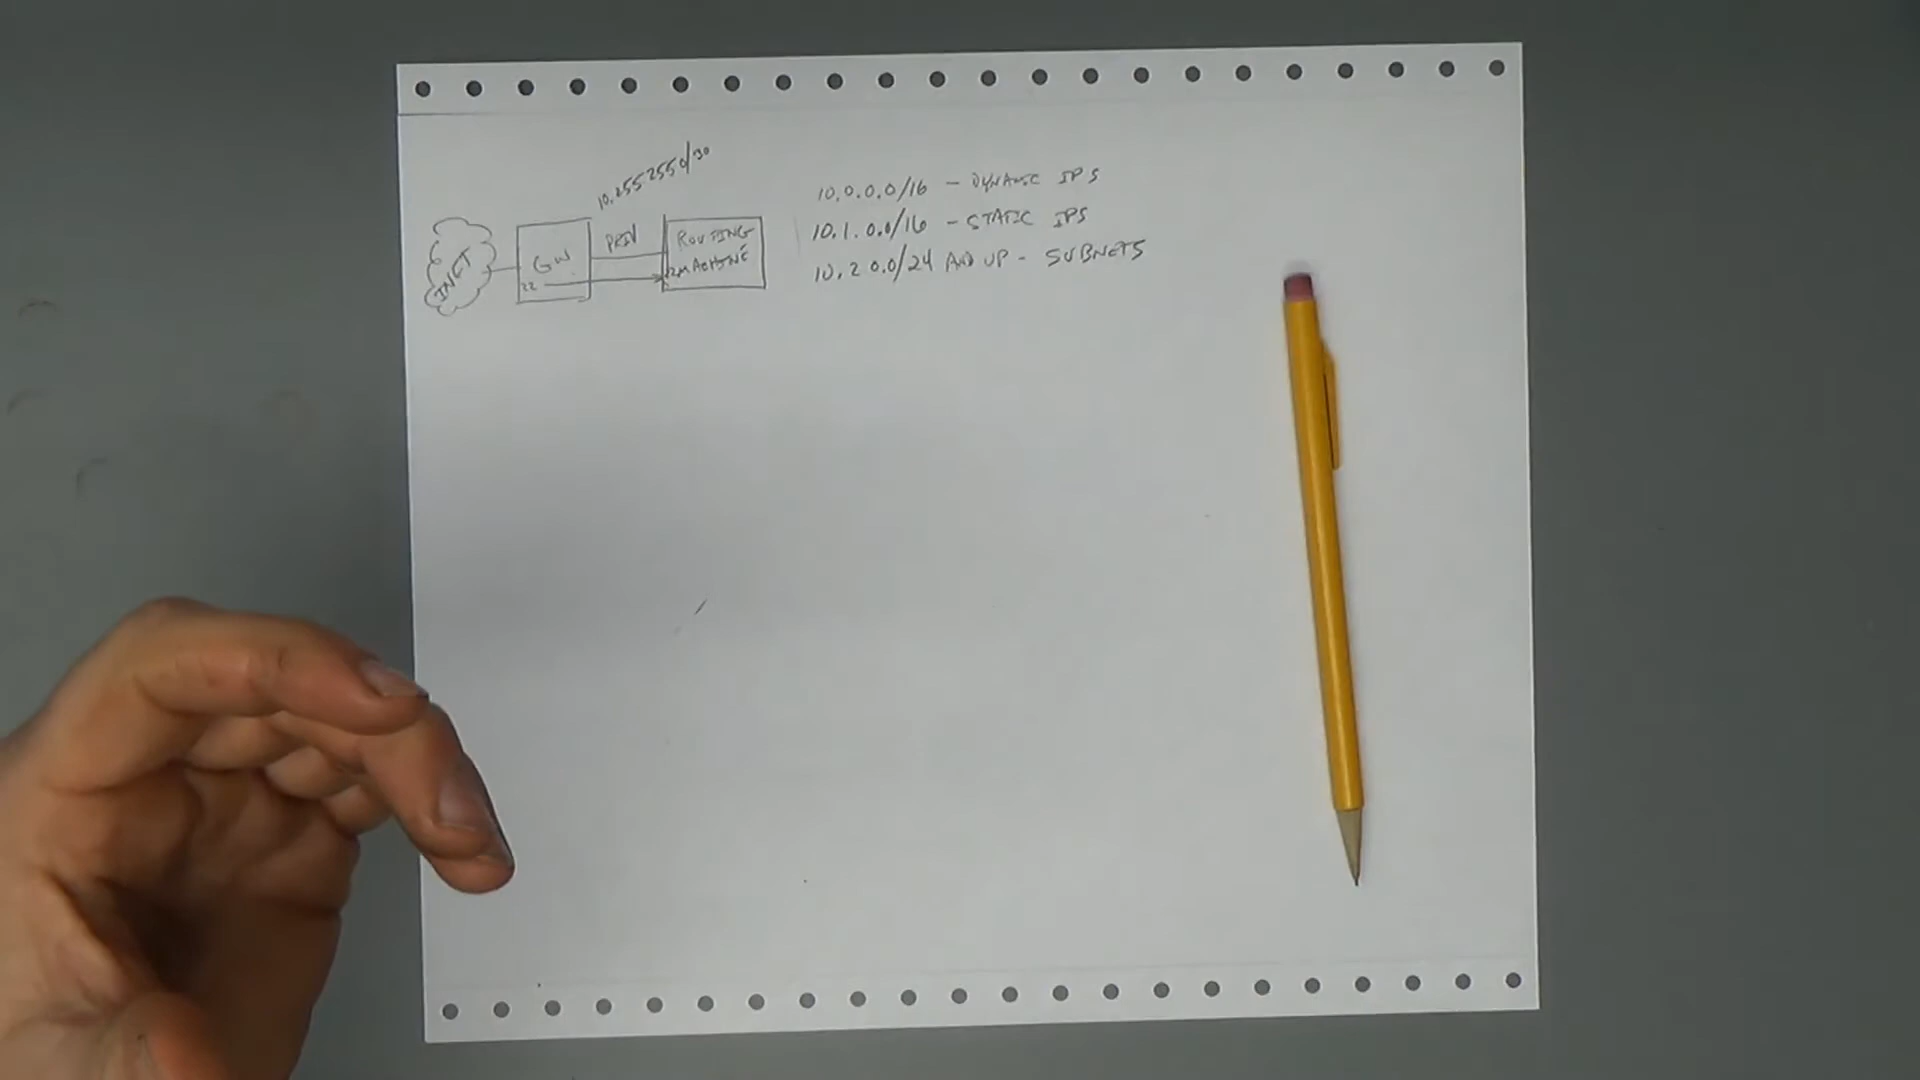 10.255.255.0/30
INET
GW
22
PRIV
ROUTING
MACHINE
10.0.0.0/16 - DYNAMIC IPS
10.1.0.0/16 - STATIC IPS
10.2.0.0/24 AND UP - SUBNETS